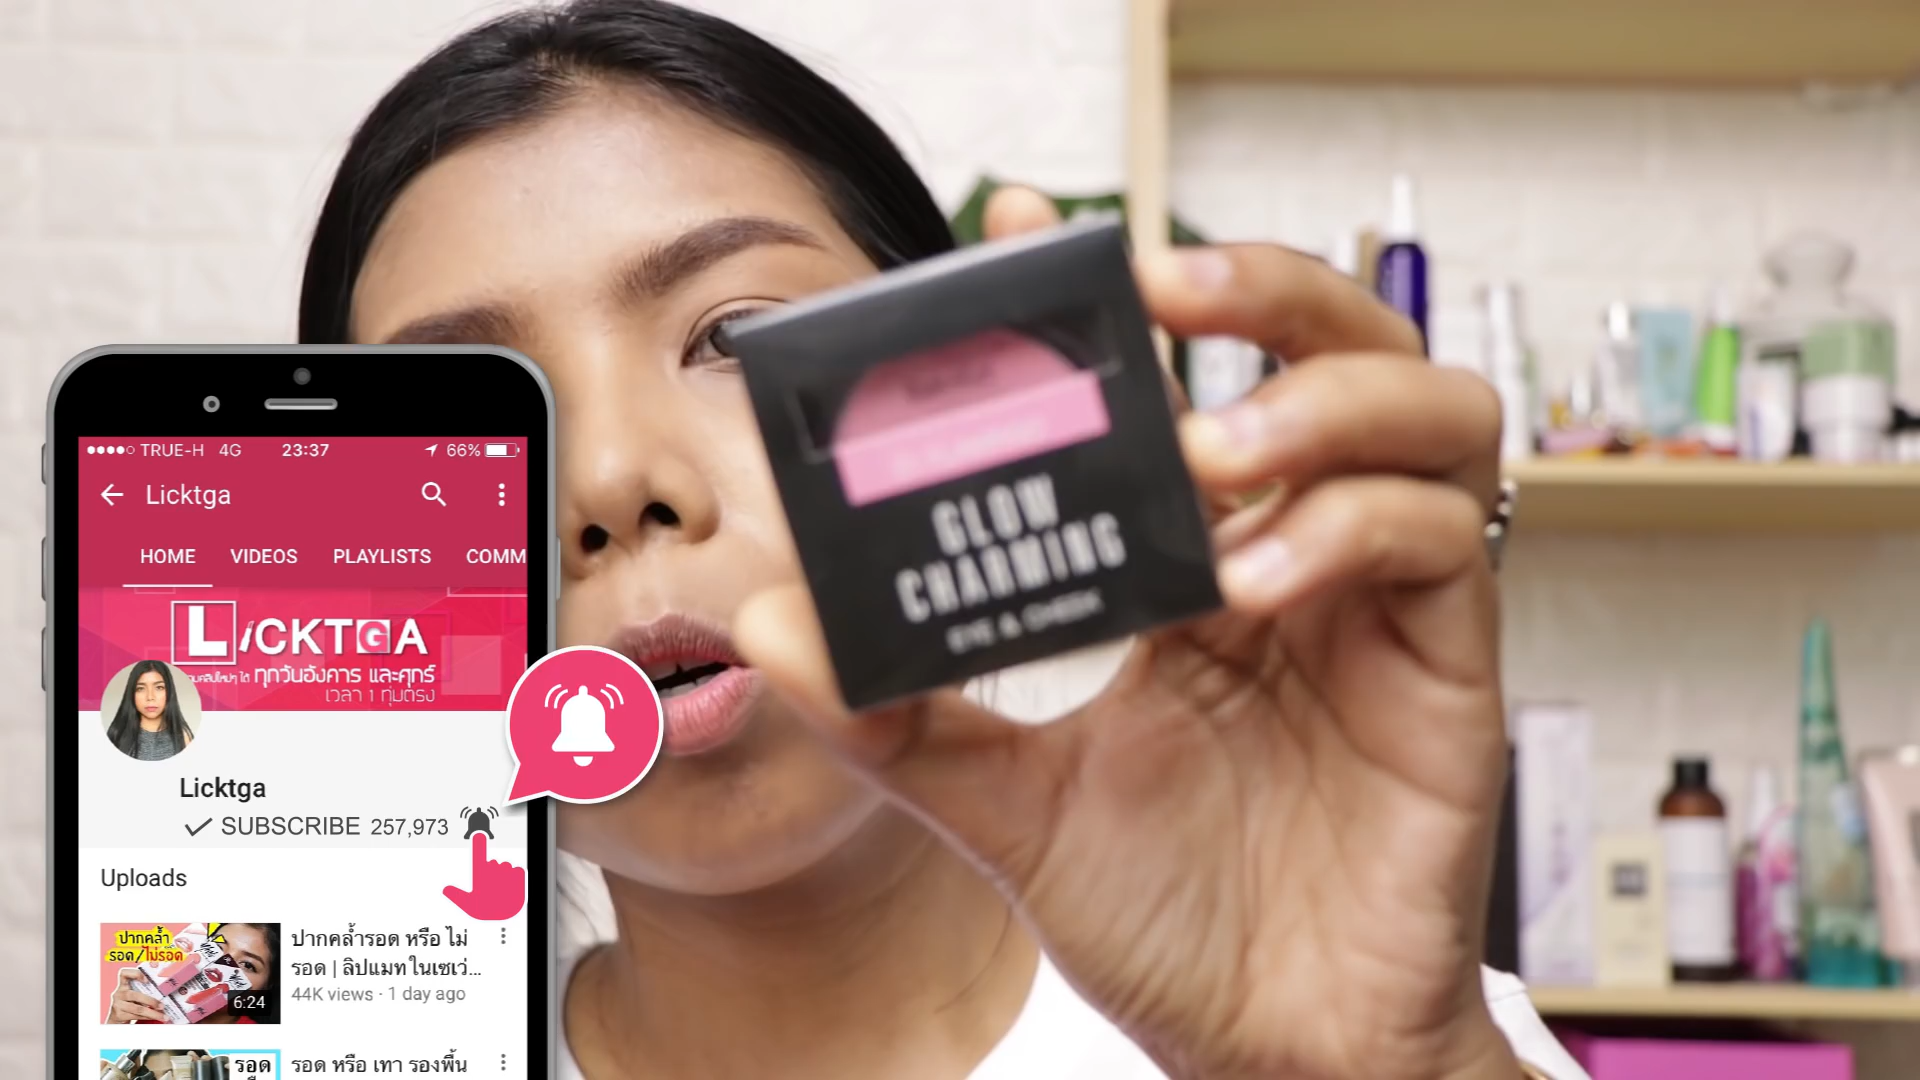 TRUE-H 4G 23:37 66%
Licktga
HOME VIDEOS PLAYLISTS COMM
LiCKTGA
ทุกวันอังคาร และศุกร์
เวลา 1 ทุ่มตรง
Licktga
SUBSCRIBE 257,973
Uploads
ปากคล้ำ
รอด/ไม่รอด
6:24
ปากคล้ำรอด หรือ ไม่
รอด | ลิปแมทในเซเว่...
44K views · 1 day ago
รอด
รอด หรือ เทา รองพื้น
GLOW
CHARMING
EYE & CHEEK